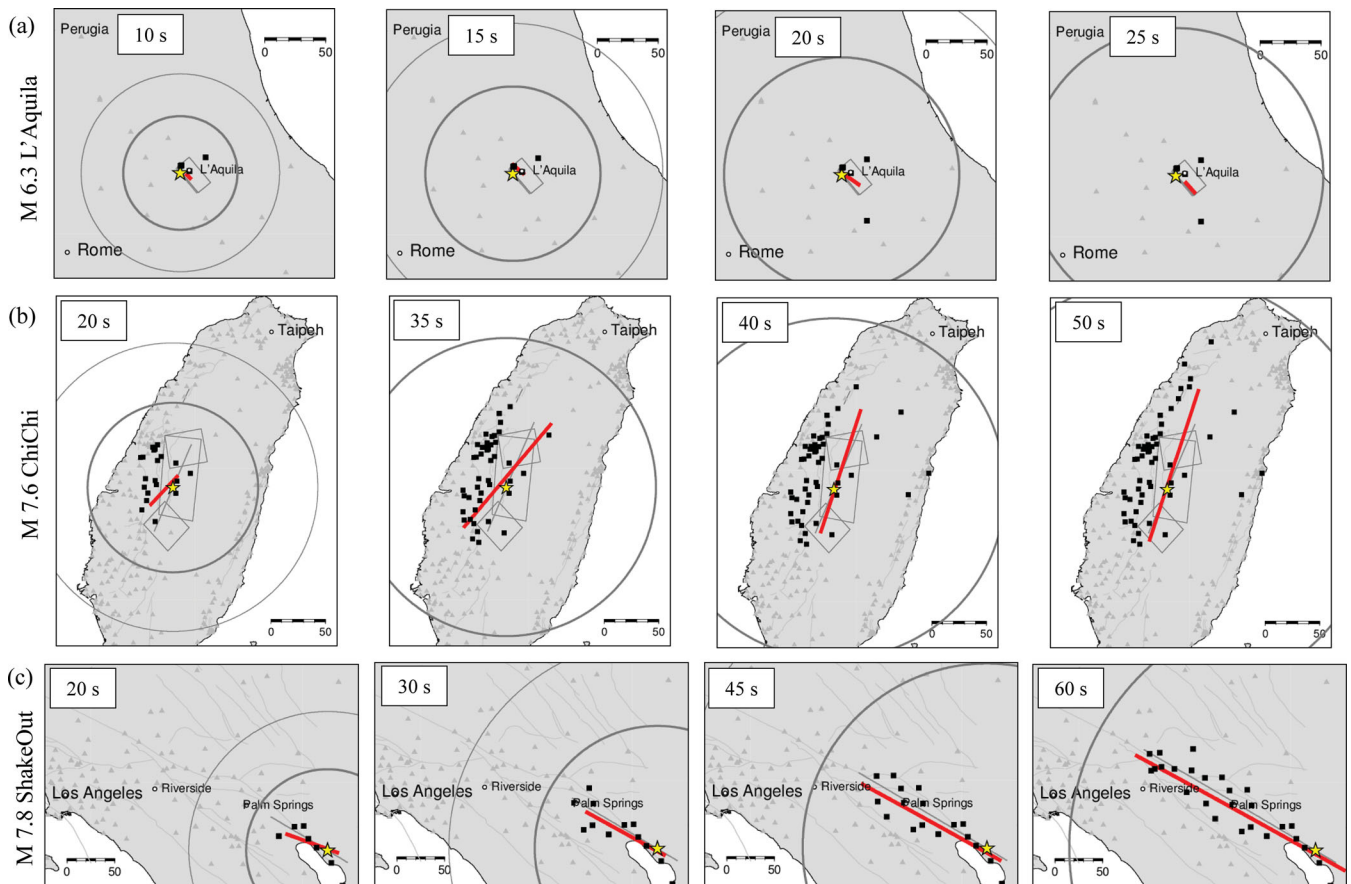 (a)
M 6.3 L'Aquila
Perugia
10 s
0 50
L'Aquila
Rome
Perugia
15 s
0 50
L'Aquila
Rome
Perugia
20 s
0 50
L'Aquila
Rome
Perugia
25 s
0 50
L'Aquila
Rome
(b)
M 7.6 ChiChi
20 s
Taipeh
0 50
35 s
Taipeh
0 50
40 s
Taipeh
0 50
50 s
Taipeh
0 50
(c)
M 7.8 ShakeOut
20 s
Los Angeles
Riverside
Palm Springs
0 50
30 s
Los Angeles
Riverside
Palm Springs
0 50
45 s
Los Angeles
Riverside
Palm Springs
0 50
60 s
Los Angeles
Riverside
Palm Springs
0 50